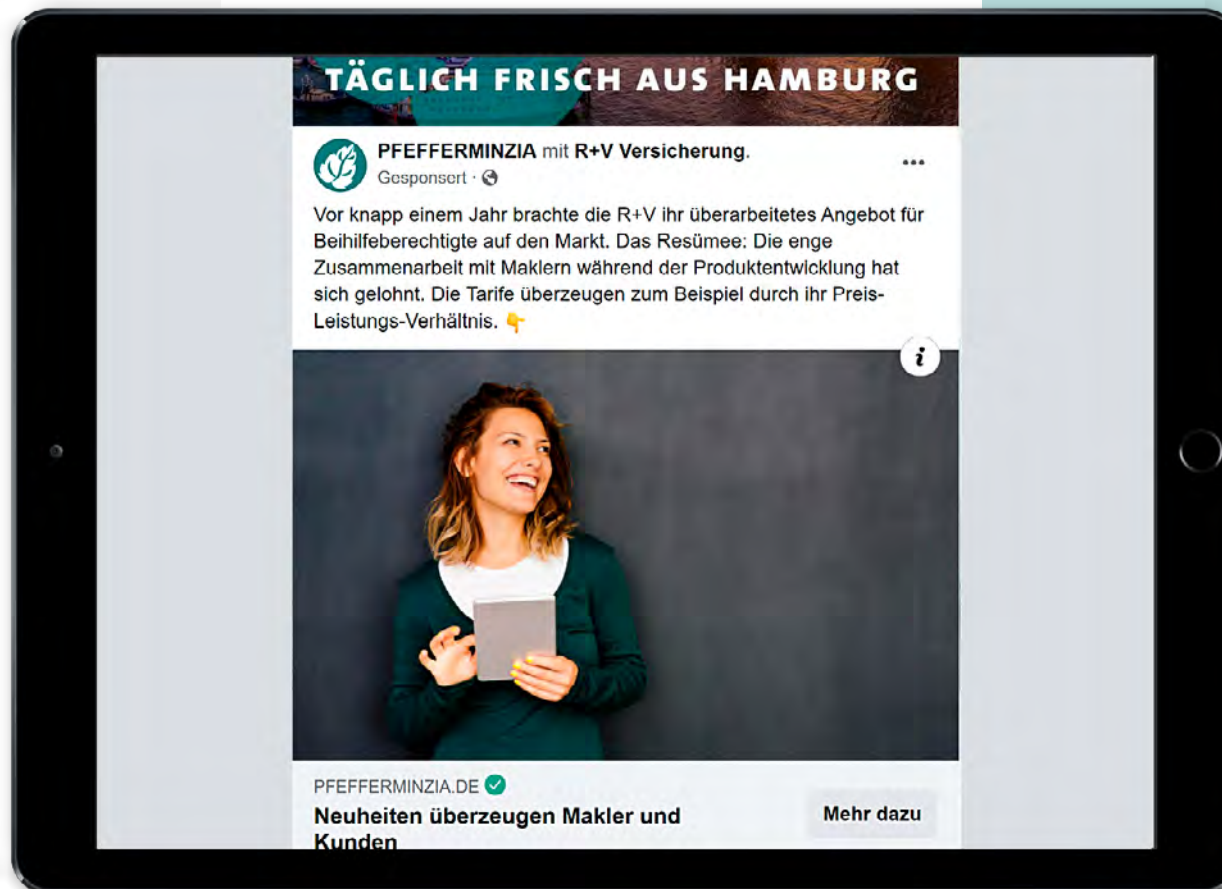 TÄGLICH FRISCH AUS HAMBURG
PFEFFERMINZIA mit R+V Versicherung.
Gesponsert ·
Vor knapp einem Jahr brachte die R+V ihr überarbeitetes Angebot für
Beihilfeberechtigte auf den Markt. Das Resümee: Die enge
Zusammenarbeit mit Maklern während der Produktentwicklung hat
sich gelohnt. Die Tarife überzeugen zum Beispiel durch ihr Preis-
Leistungs-Verhältnis. 👇
i
PFEFFERMINZIA.DE
Neuheiten überzeugen Makler und
Kunden
Mehr dazu